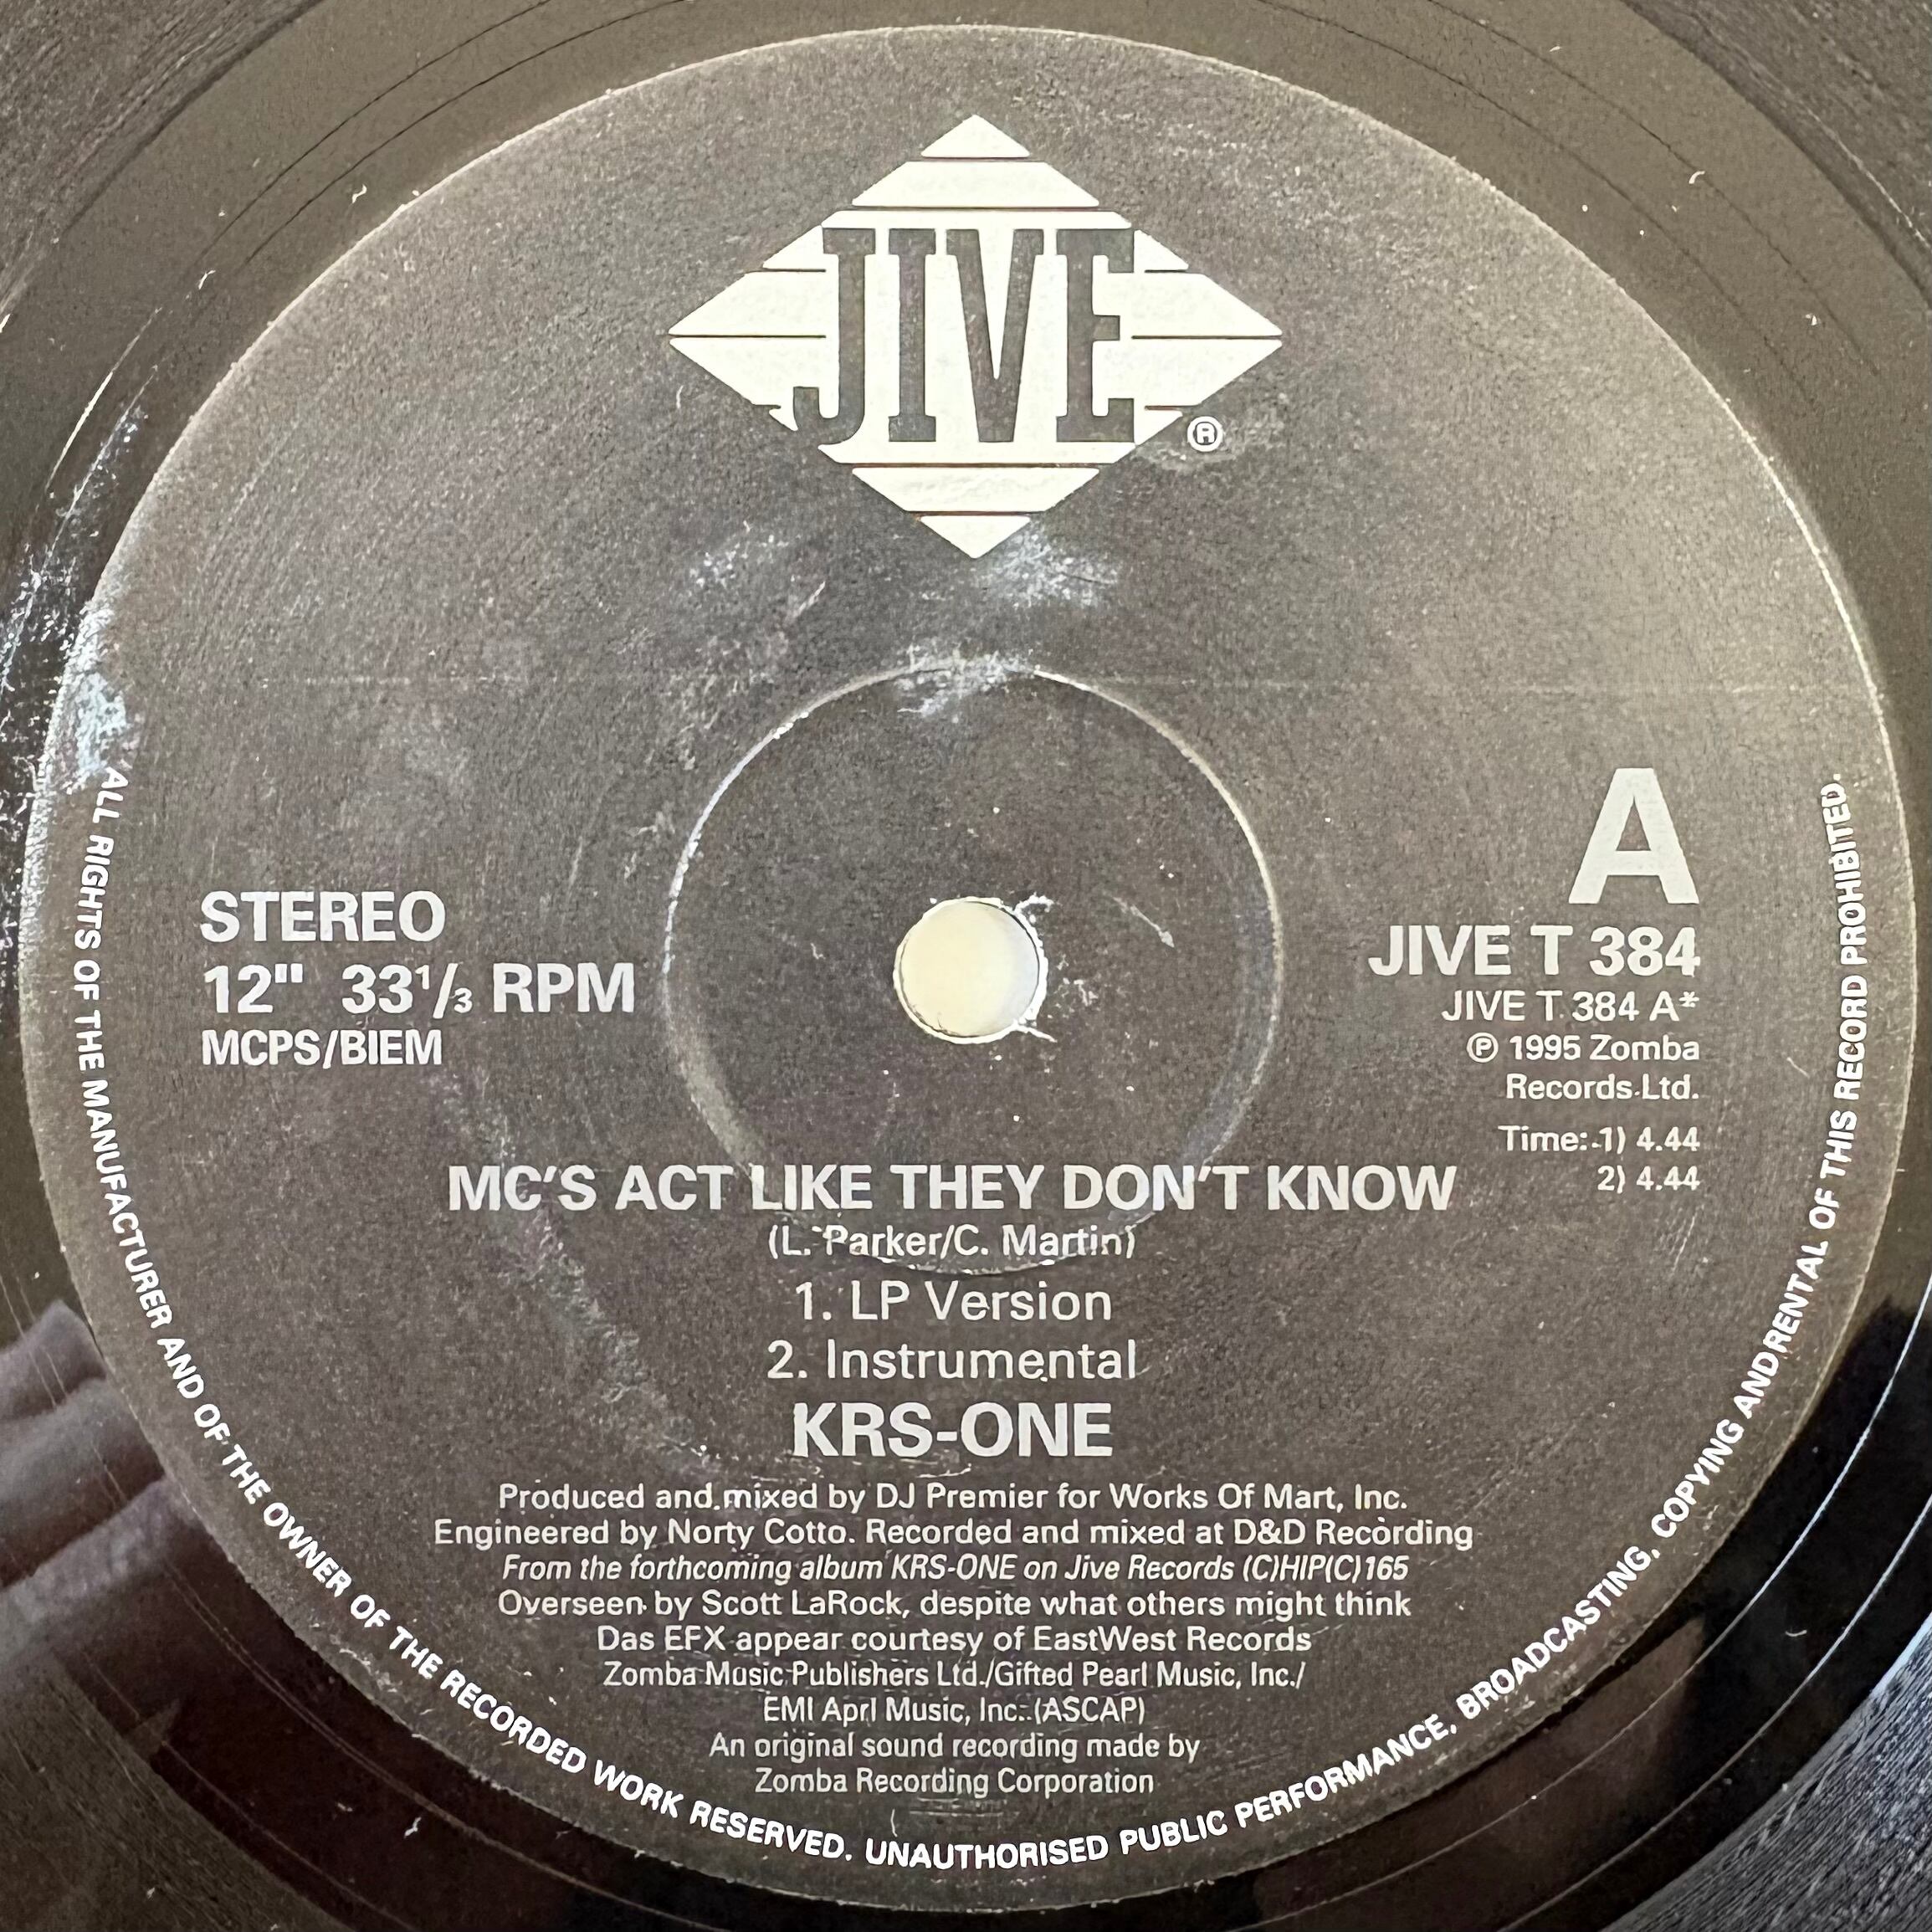 JIVE
®
A
STEREO
12" 33⅓ RPM
MCPS/BIEM
JIVE T 384
JIVE T 384 A*
℗ 1995 Zomba
Records Ltd.
Time: 1) 4.44
2) 4.44
MC'S ACT LIKE THEY DON'T KNOW
(L. Parker/C. Martin)
1. LP Version
2. Instrumental
KRS-ONE
Produced and mixed by DJ Premier for Works Of Mart, Inc.
Engineered by Norty Cotto. Recorded and mixed at D&D Recording
From the forthcoming album KRS-ONE on Jive Records (C)HIP(C)165
Overseen by Scott LaRock, despite what others might think
Das EFX appear courtesy of EastWest Records
Zomba Music Publishers Ltd./Gifted Pearl Music, Inc./
EMI Aprl Music, Inc. (ASCAP)
An original sound recording made by
Zomba Recording Corporation
ALL RIGHTS OF THE MANUFACTURER AND OF THE OWNER OF THE RECORDED WORK RESERVED. UNAUTHORISED PUBLIC PERFORMANCE, BROADCASTING, COPYING AND RENTAL OF THIS RECORD PROHIBITED.